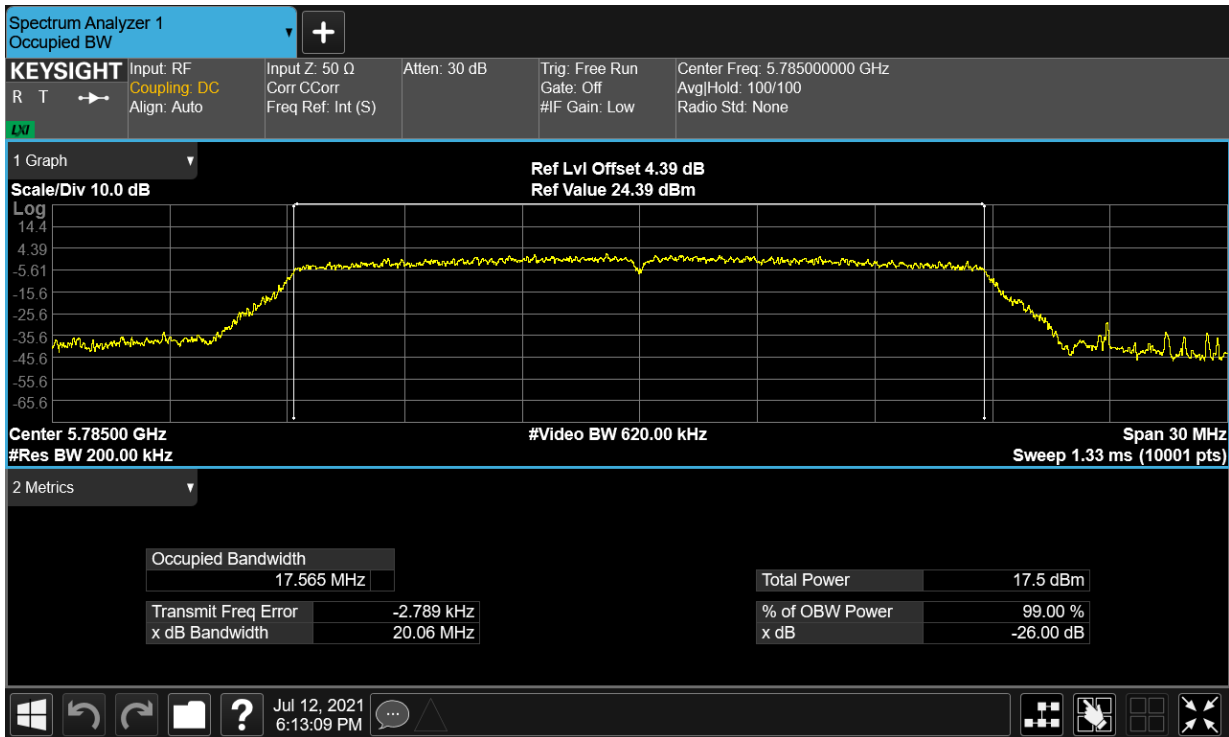 Spectrum Analyzer 1
Occupied BW
▼
+
KEYSIGHT
R T
LXI
Input: RF
Coupling: DC
Align: Auto
Input Z: 50 Ω
Corr CCorr
Freq Ref: Int (S)
Atten: 30 dB
Trig: Free Run
Gate: Off
#IF Gain: Low
Center Freq: 5.785000000 GHz
Avg|Hold: 100/100
Radio Std: None
1 Graph
Scale/Div 10.0 dB
Ref Lvl Offset 4.39 dB
Ref Value 24.39 dBm
Log
14.4
4.39
-5.61
-15.6
-25.6
-35.6
-45.6
-55.6
-65.6
Center 5.78500 GHz
#Res BW 200.00 kHz
#Video BW 620.00 kHz
Span 30 MHz
Sweep 1.33 ms (10001 pts)
2 Metrics
Occupied Bandwidth
17.565 MHz
Transmit Freq Error -2.789 kHz
x dB Bandwidth 20.06 MHz
Total Power 17.5 dBm
% of OBW Power 99.00 %
x dB -26.00 dB
?
Jul 12, 2021
6:13:09 PM